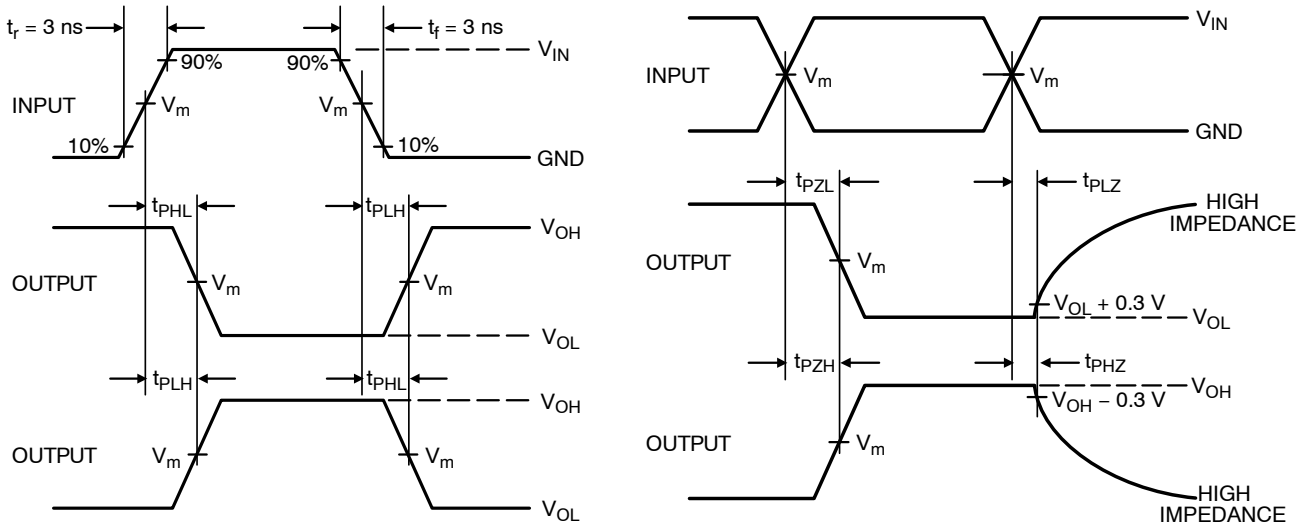 t_r = 3 ns
t_f = 3 ns
V_IN
90%
90%
INPUT
V_m
V_m
10%
10%
GND
t_PHL
t_PLH
V_OH
OUTPUT
V_m
V_m
V_OL
t_PLH
t_PHL
V_OH
OUTPUT
V_m
V_m
V_OL
V_IN
INPUT
V_m
V_m
GND
t_PZL
t_PLZ
HIGH
IMPEDANCE
OUTPUT
V_m
V_OL + 0.3 V
V_OL
t_PZH
t_PHZ
V_OH
V_OH – 0.3 V
OUTPUT
V_m
HIGH
IMPEDANCE